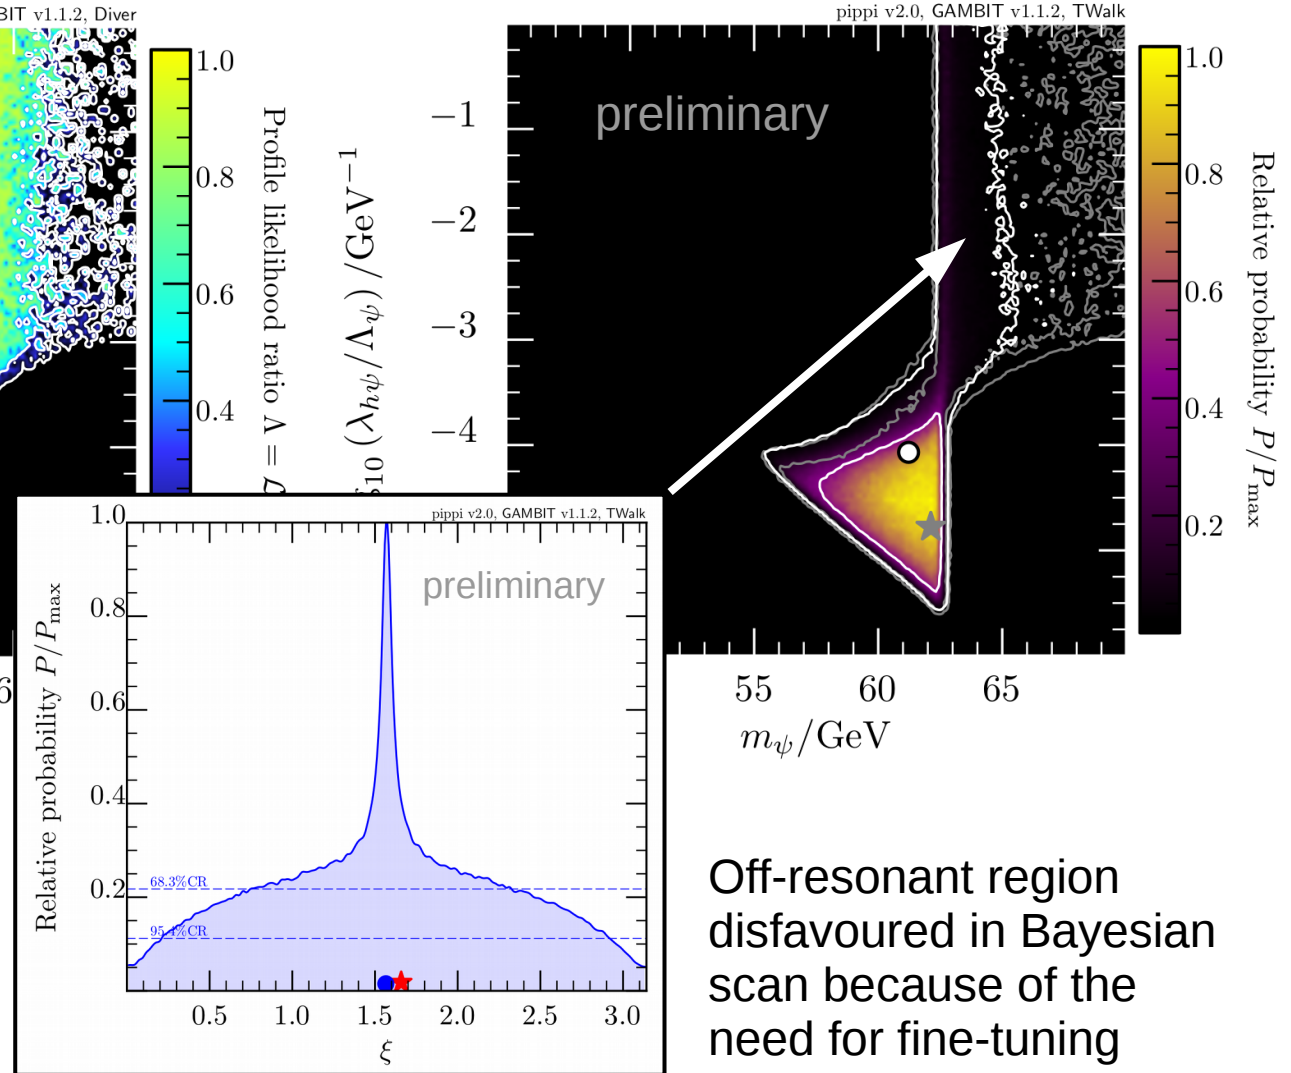 BIT v1.1.2, Diver
1.0
0.8
0.6
0.4
Profile likelihood ratio Λ = ℒ
pippi v2.0, GAMBIT v1.1.2, TWalk
preliminary
−1
−2
−3
−4
10 (λhψ/Λψ) /GeV−1
55
60
65
mψ/GeV
1.0
0.8
0.6
0.4
0.2
Relative probability P/Pmax
6
pippi v2.0, GAMBIT v1.1.2, TWalk
preliminary
1.0
0.8
0.6
0.4
0.2
Relative probability P/Pmax
68.3%CR
95.4%CR
0.5
1.0
1.5
2.0
2.5
3.0
ξ
Off-resonant region
disfavoured in Bayesian
scan because of the
need for fine-tuning